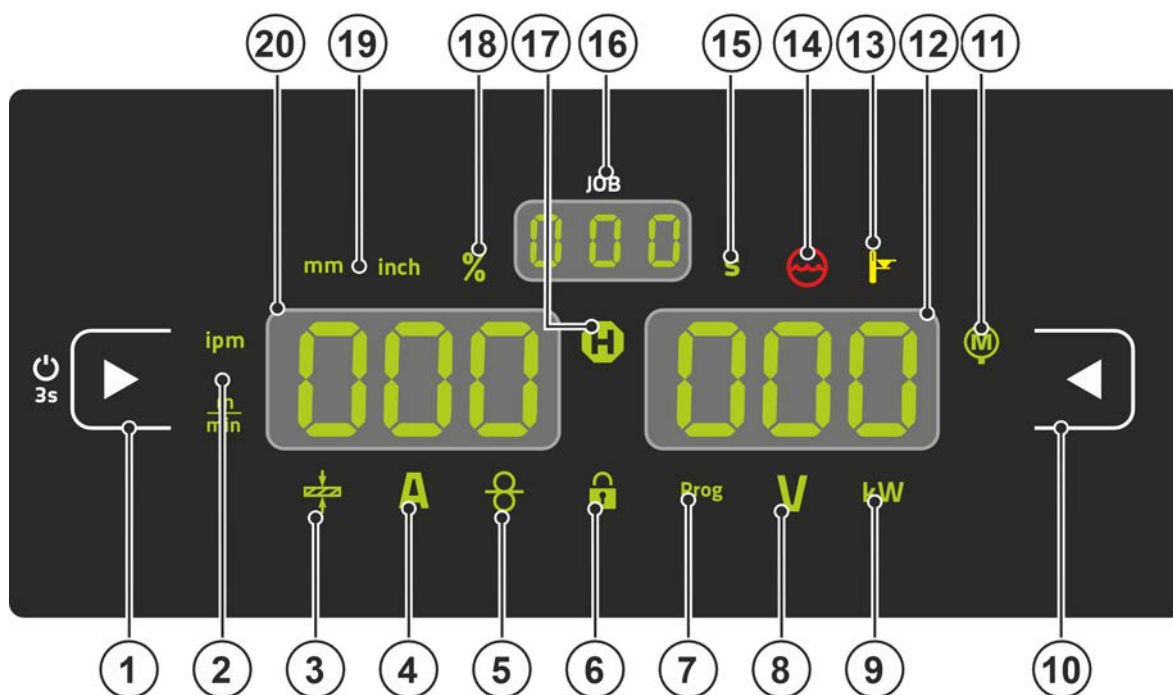 20 19 18 17 16 15 14 13 12 11
JOB
000
mm inch % s
ipm 000 H 000 M
3s
m
min
A Prog V kW
1 2 3 4 5 6 7 8 9 10